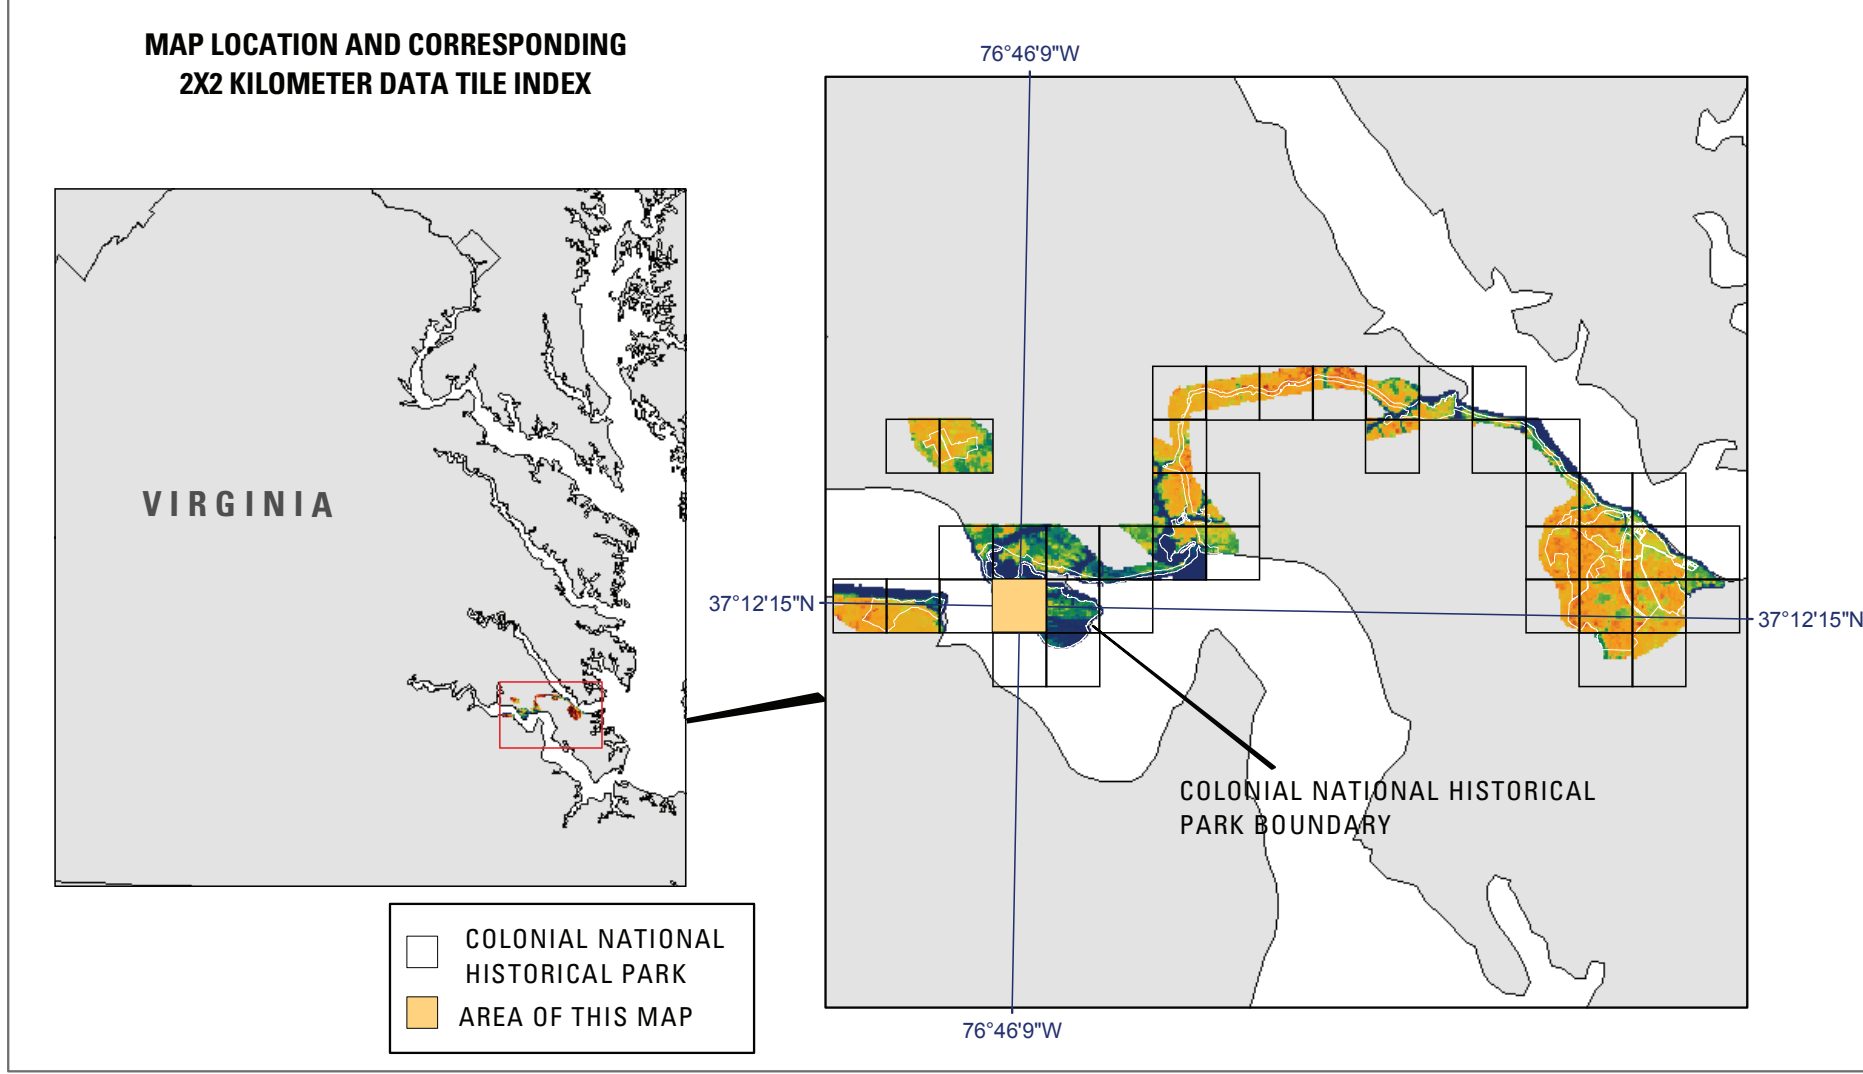 MAP LOCATION AND CORRESPONDING
2X2 KILOMETER DATA TILE INDEX
76°46'9"W
VIRGINIA
37°12'15"N
37°12'15"N
COLONIAL NATIONAL HISTORICAL
PARK BOUNDARY
COLONIAL NATIONAL
HISTORICAL PARK
AREA OF THIS MAP
76°46'9"W